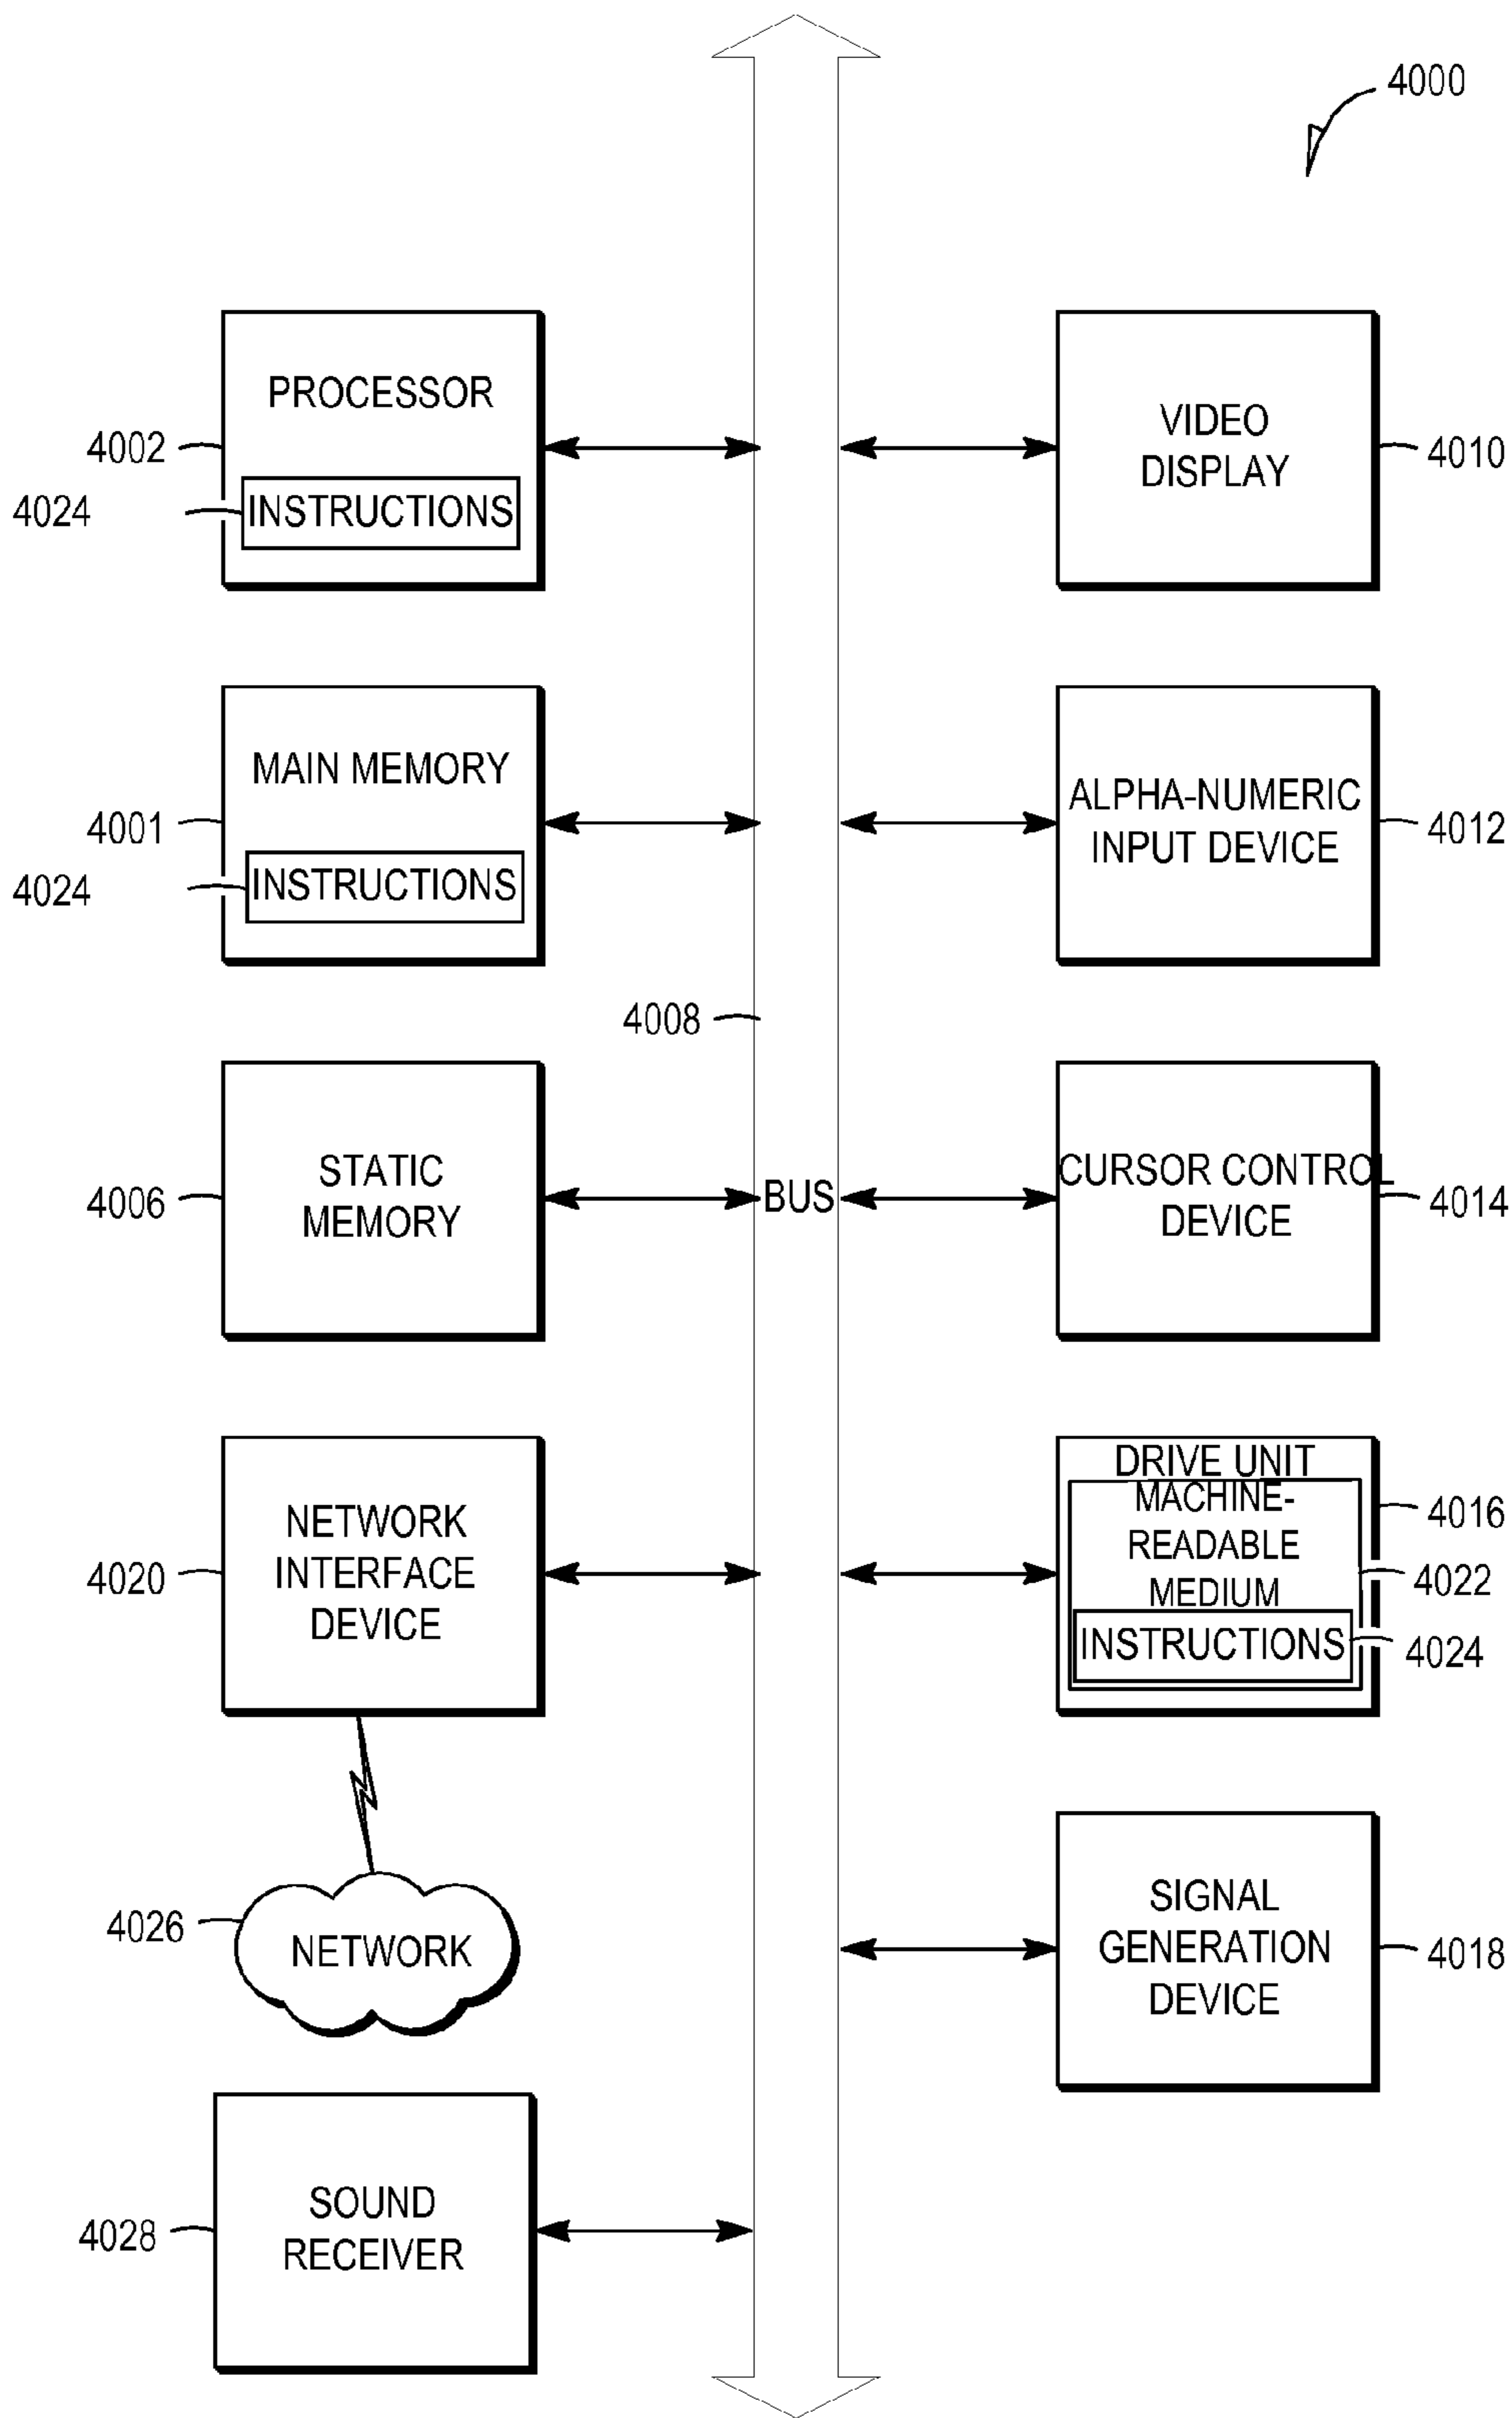 4000
PROCESSOR
4002
INSTRUCTIONS
4024
VIDEO
DISPLAY
4010
MAIN MEMORY
4001
INSTRUCTIONS
4024
ALPHA-NUMERIC
INPUT DEVICE
4012
4008
STATIC
MEMORY
4006
BUS
CURSOR CONTROL
DEVICE
4014
NETWORK
INTERFACE
DEVICE
4020
DRIVE UNIT
4016
MACHINE-
READABLE
MEDIUM
4022
INSTRUCTIONS
4024
4026
NETWORK
SIGNAL
GENERATION
DEVICE
4018
SOUND
RECEIVER
4028